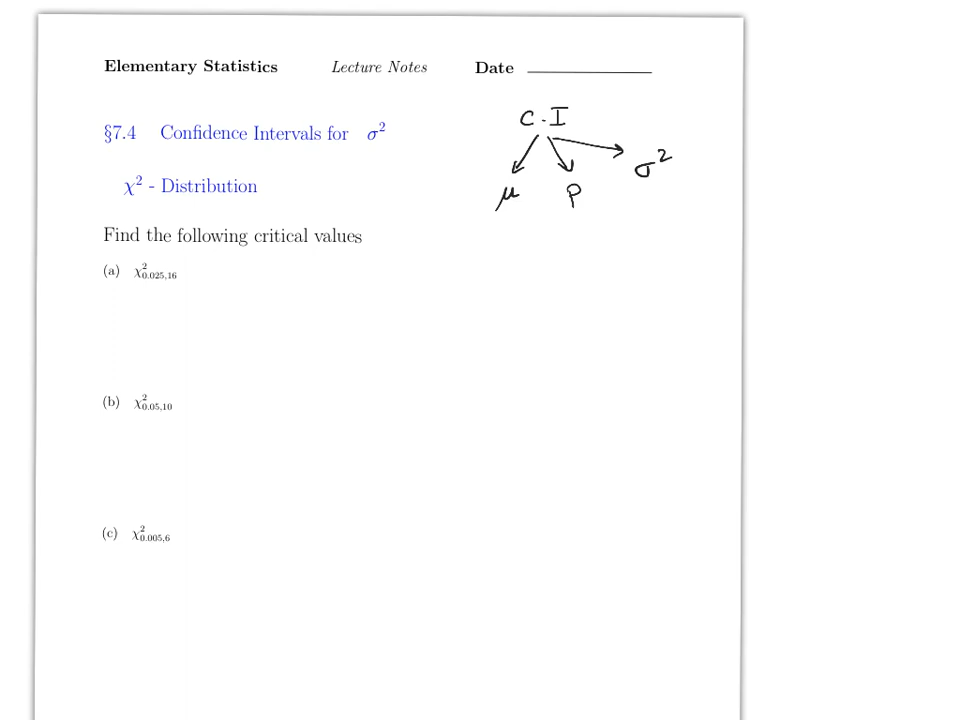 Elementary Statistics Lecture Notes Date
C.I
§7.4 Confidence Intervals for σ²
σ²
χ² - Distribution
μ P
Find the following critical values
(a) χ²₀.₀₂₅,₁₆
(b) χ²₀.₀₅,₁₀
(c) χ²₀.₀₀₅,₆